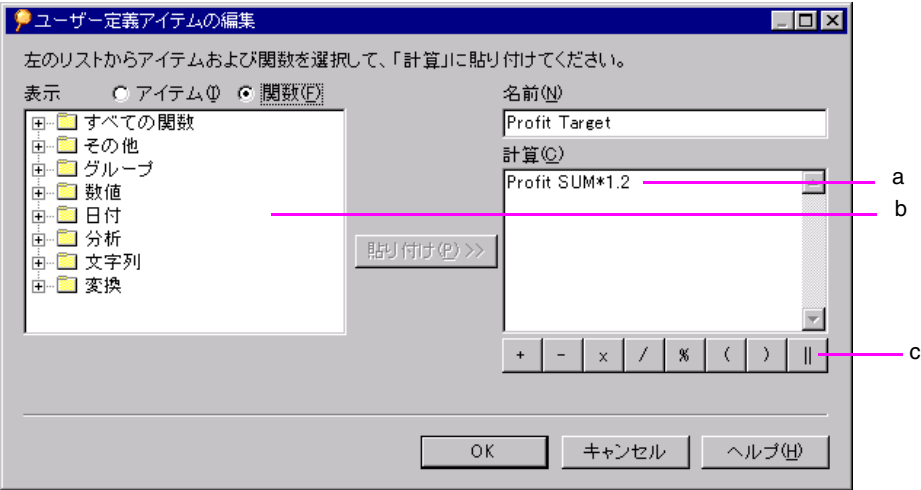 ユーザー定義アイテムの編集
左のリストからアイテムおよび関数を選択して、「計算」に貼り付けてください。
表示 アイテム(I) 関数(F)
すべての関数
その他
グループ
数値
日付
分析
文字列
変換
貼り付け(P) >>
名前(N)
Profit Target
計算(C)
Profit SUM*1.2
+ - x / % ( ) ||
OK キャンセル ヘルプ(H)
a
b
c